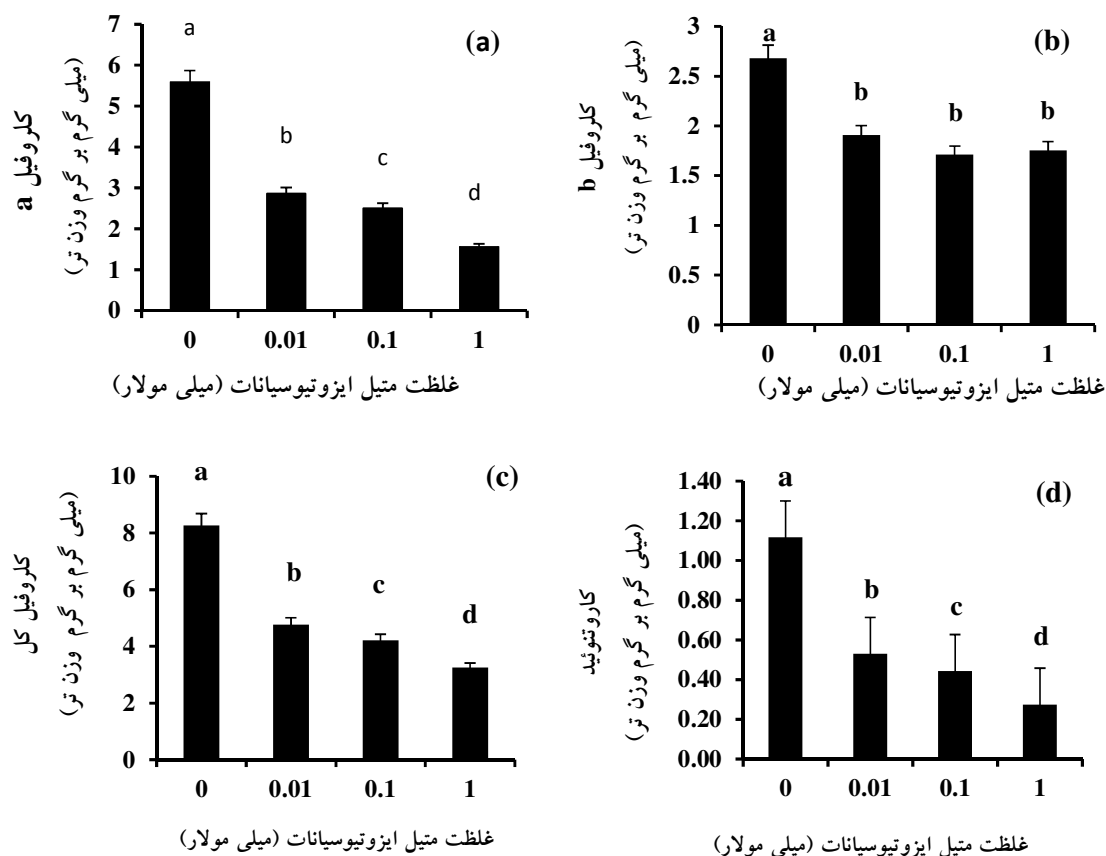 (a)
کلروفیل a
(میلی گرم بر گرم وزن تر)
7
6
5
4
3
2
1
0
a
b
c
d
0 0.01 0.1 1
غلظت متیل ایزوتیوسیانات (میلی مولار)
(b)
کلروفیل b
(میلی گرم بر گرم وزن تر)
3
2.5
2
1.5
1
0.5
0
a
b
b
b
0 0.01 0.1 1
غلظت متیل ایزوتیوسیانات (میلی مولار)
(c)
کلروفیل کل
(میلی گرم بر گرم وزن تر)
10
8
6
4
2
0
a
b
c
d
0 0.01 0.1 1
غلظت متیل ایزوتیوسیانات (میلی مولار)
(d)
کاروتنوئید
(میلی گرم بر گرم وزن تر)
1.40
1.20
1.00
0.80
0.60
0.40
0.20
0.00
a
b
c
d
0 0.01 0.1 1
غلظت متیل ایزوتیوسیانات (میلی مولار)